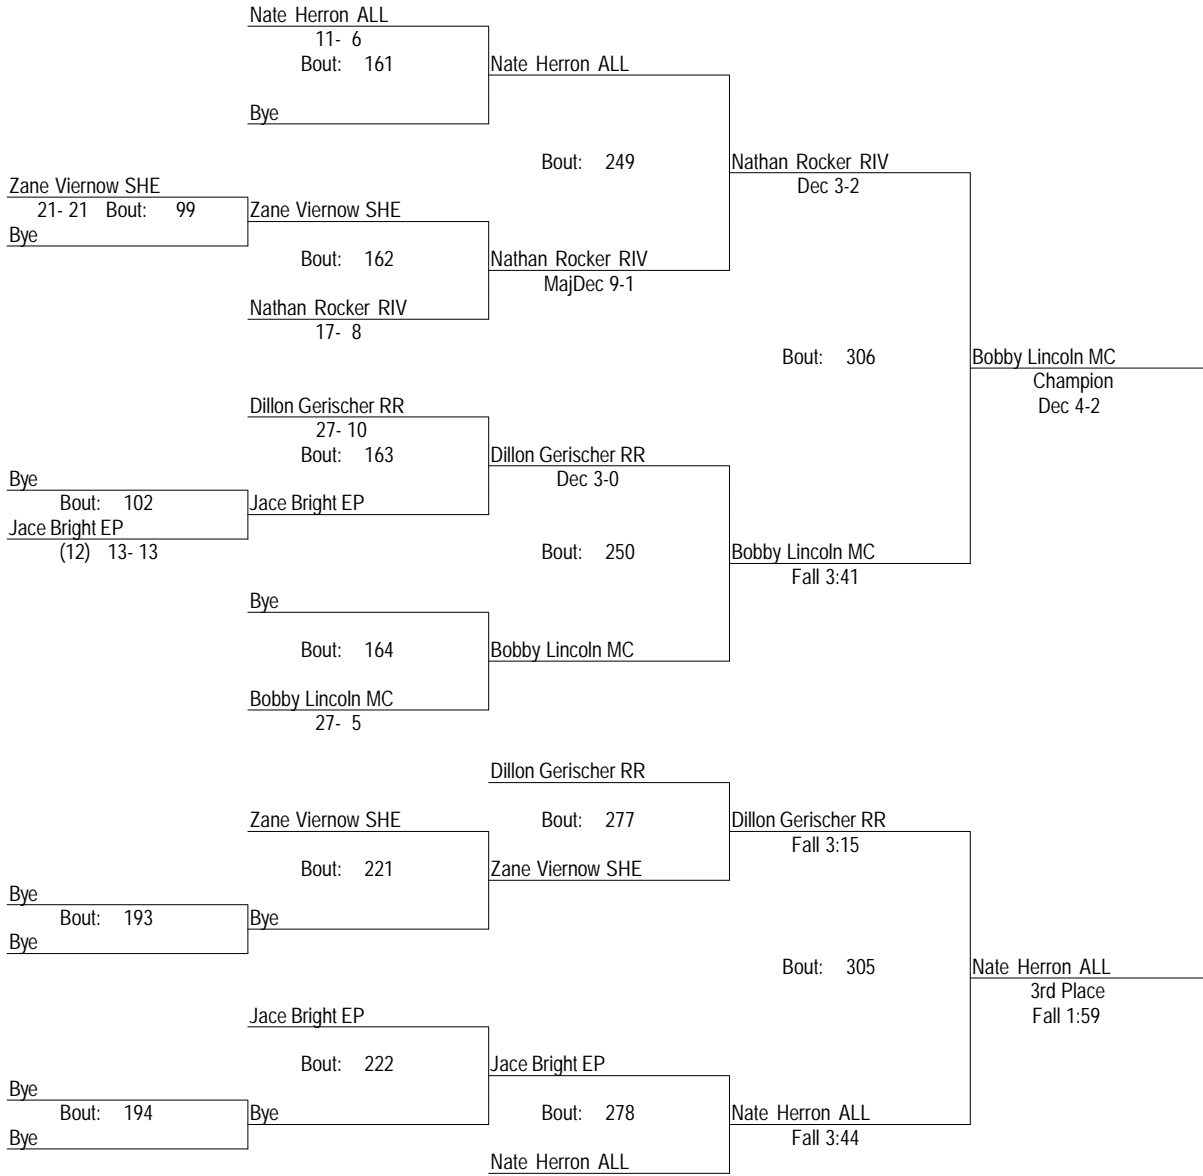 Nate Herron ALL
11- 6
Bout: 161
Nate Herron ALL
Bye
Bout: 249
Nathan Rocker RIV
Dec 3-2
Zane Viernow SHE
21- 21 Bout: 99
Zane Viernow SHE
Bye
Bout: 162
Nathan Rocker RIV
MajDec 9-1
Nathan Rocker RIV
17- 8
Bout: 306
Bobby Lincoln MC
Champion
Dec 4-2
Dillon Gerischer RR
27- 10
Bout: 163
Dillon Gerischer RR
Dec 3-0
Bye
Bout: 102
Jace Bright EP
Jace Bright EP
(12) 13- 13
Bout: 250
Bobby Lincoln MC
Fall 3:41
Bye
Bout: 164
Bobby Lincoln MC
Bobby Lincoln MC
27- 5
Dillon Gerischer RR
Zane Viernow SHE
Bout: 277
Dillon Gerischer RR
Fall 3:15
Bout: 221
Zane Viernow SHE
Bye
Bout: 193
Bye
Bye
Bout: 305
Nate Herron ALL
3rd Place
Fall 1:59
Jace Bright EP
Bout: 222
Jace Bright EP
Bye
Bout: 194
Bye
Bout: 278
Nate Herron ALL
Fall 3:44
Bye
Nate Herron ALL